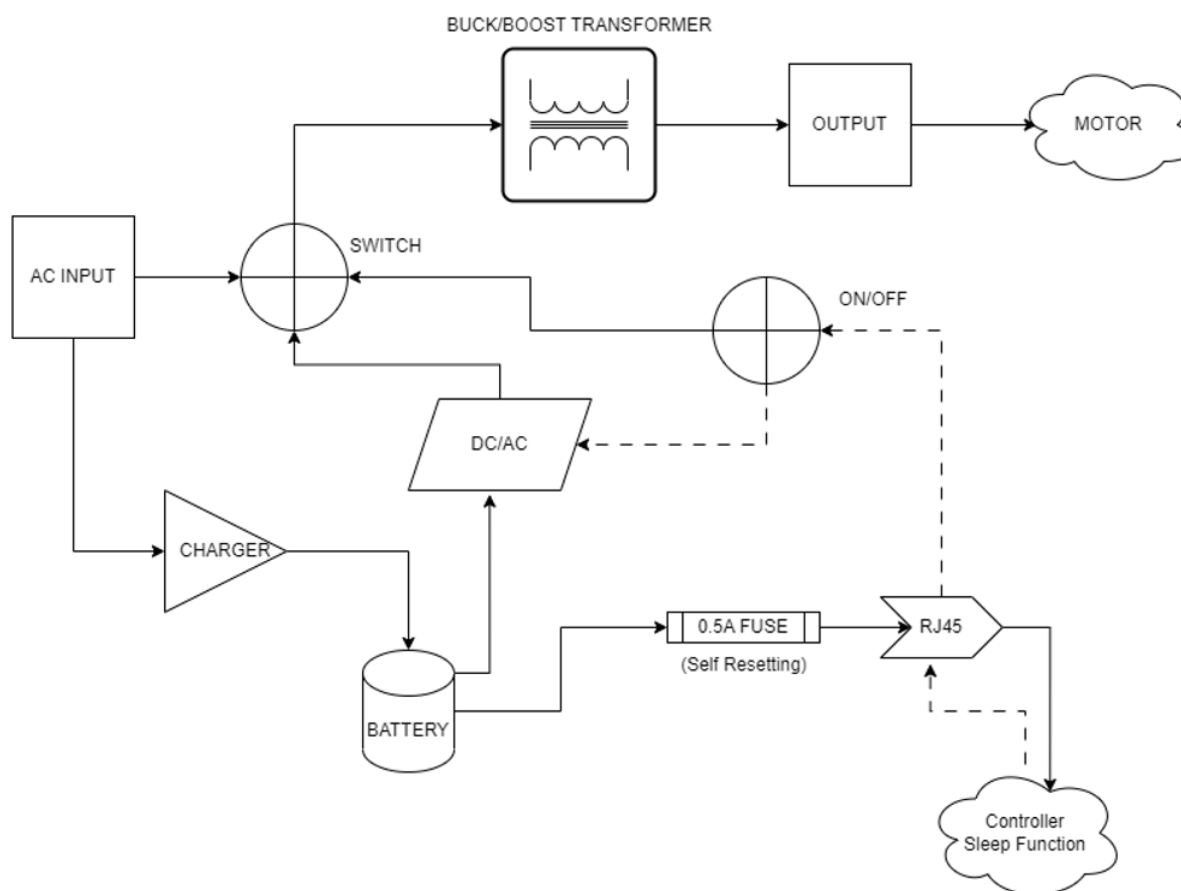 BUCK/BOOST TRANSFORMER
OUTPUT
MOTOR
AC INPUT
SWITCH
ON/OFF
DC/AC
CHARGER
0.5A FUSE
(Self Resetting)
RJ45
BATTERY
Controller
Sleep Function